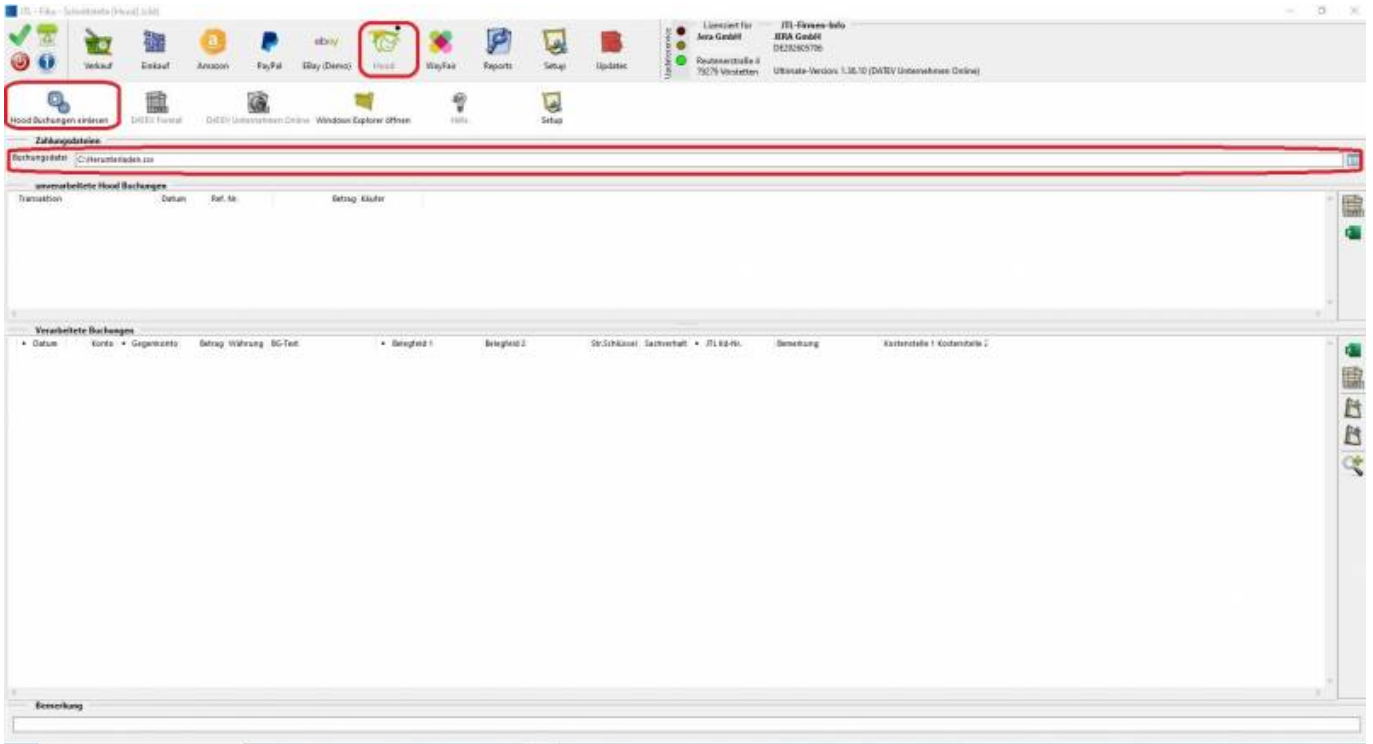 JTL - Fibu - Schnittstelle (Hood)
Lizenziert für JTL-Firmen-Info
Jera GmbH JERA GmbH
Reutenerstraße
79279 Vörstetten Ultimate-Version: 1.36.10 (DATEV Unternehmen Online)
Updateservice
Verkauf Einkauf Amazon PayPal EBay (Demo) Hood WayFair Reports Setup Updates
ebay
Hood Buchungen einlesen DATEV Format DATEV Unternehmen Online Windows Explorer öffnen Hilfe Setup
Zahlungsdateien
Buchungsdatei C:\Herunterladen.csv
unverarbeitete Hood Buchungen
Transaktion Datum Ref. Nr. Betrag Käufer
Verarbeitete Buchungen
Datum Konto Gegenkonto Betrag Währung BG-Text Belegfeld 1 Belegfeld 2 Str.Schlüssel Sachverhalt JTL Kd-Nr. Bemerkung Kostenstelle 1 Kostenstelle 2
Bemerkung